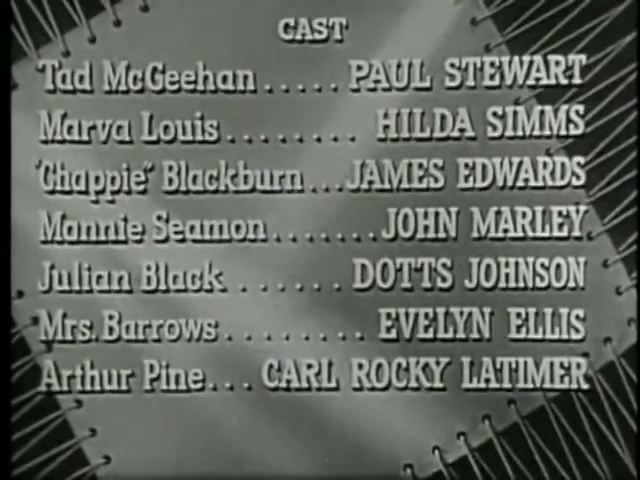 CAST
Tad McGeehan ..... PAUL STEWART
Marva Louis ........ HILDA SIMMS
"Chappie" Blackburn ... JAMES EDWARDS
Mannie Seamon ....... JOHN MARLEY
Julian Black ...... DOTTS JOHNSON
Mrs. Barrows ........ EVELYN ELLIS
Arthur Pine ... CARL ROCKY LATIMER